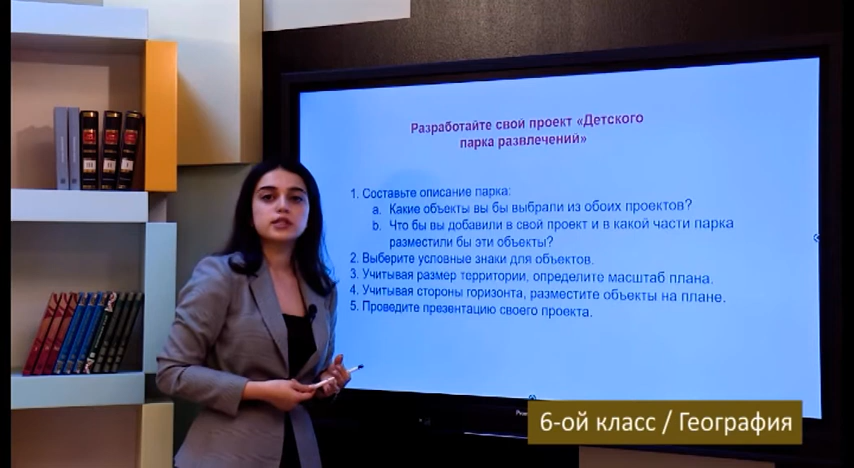 Разработайте свой проект «Детского
парка развлечений»
1. Составьте описание парка:
a. Какие объекты вы бы выбрали из обоих проектов?
b. Что бы вы добавили в свой проект и в какой части парка
разместили бы эти объекты?
2. Выберите условные знаки для объектов.
3. Учитывая размер территории, определите масштаб плана.
4. Учитывая стороны горизонта, разместите объекты на плане.
5. Проведите презентацию своего проекта.
6-ой класс / География